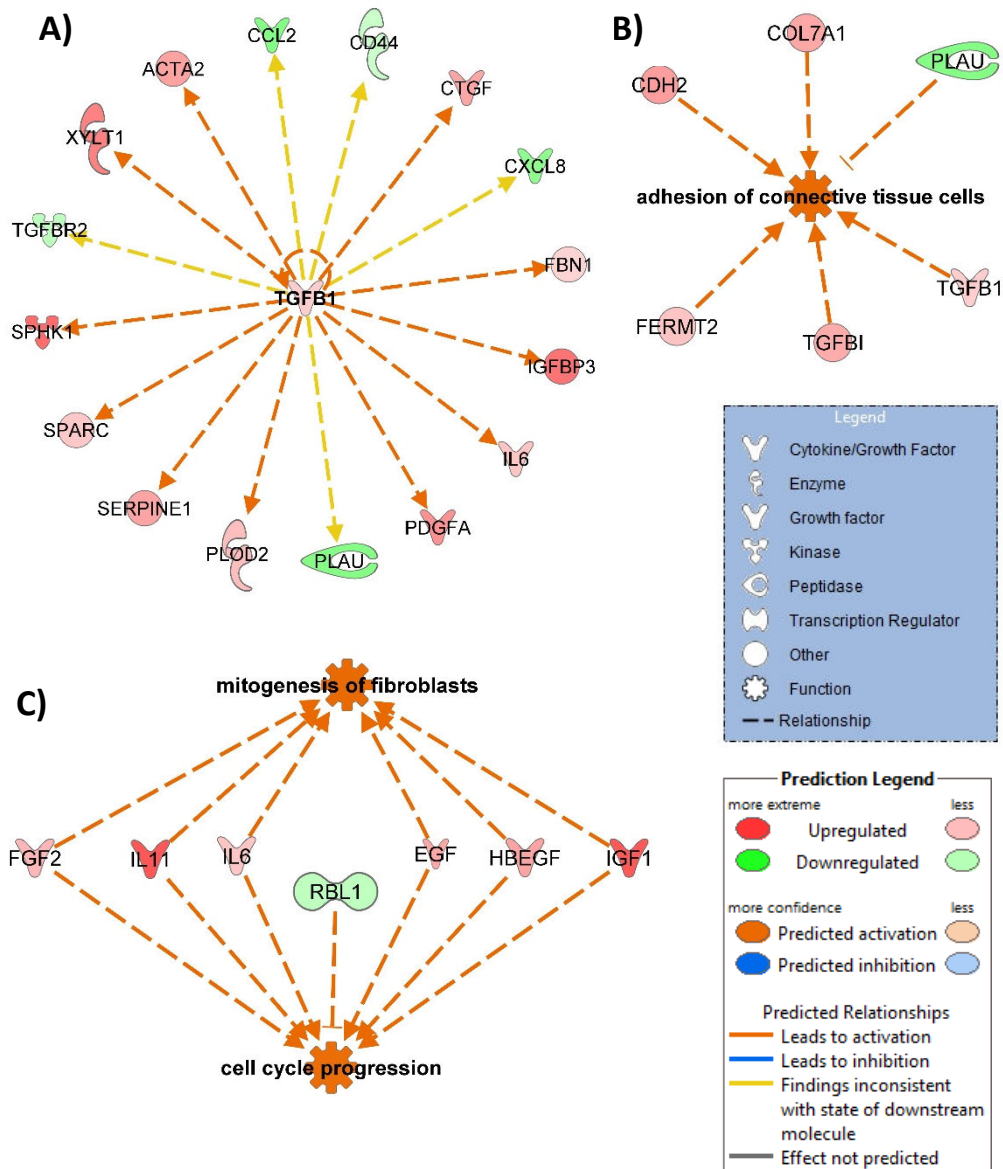 A)
CCL2
CD44
ACTA2
CTGF
XYLT1
CXCL8
TGFBR2
FBN1
TGFB1
SPHK1
IGFBP3
SPARC
IL6
SERPINE1
PDGFA
PLOD2
PLAU
B)
COL7A1
PLAU
CDH2
adhesion of connective tissue cells
TGFB1
FERMT2
TGFBI
Legend
Cytokine/Growth Factor
Enzyme
Growth factor
Kinase
Peptidase
Transcription Regulator
Other
Function
Relationship
C)
mitogenesis of fibroblasts
FGF2
IL11
IL6
EGF
HBEGF
IGF1
RBL1
cell cycle progression
Prediction Legend
more extreme less
Upregulated
Downregulated
more confidence less
Predicted activation
Predicted inhibition
Predicted Relationships
Leads to activation
Leads to inhibition
Findings inconsistent
with state of downstream
molecule
Effect not predicted